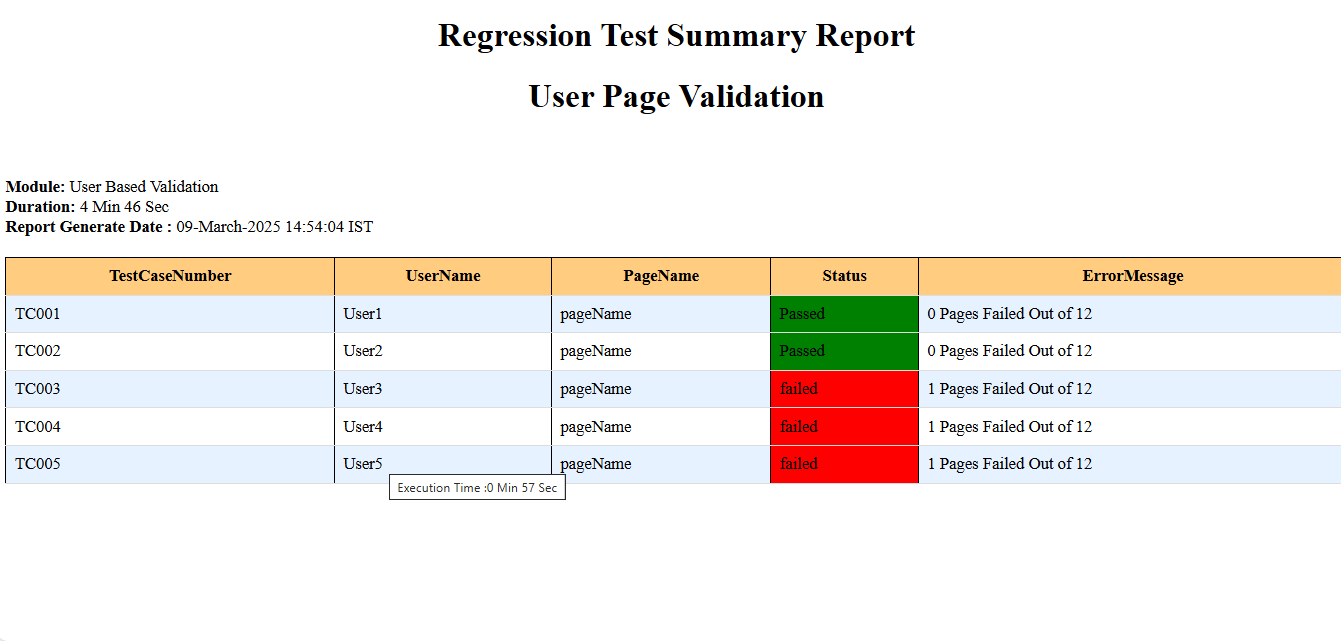 Regression Test Summary Report
User Page Validation
Module: User Based Validation
Duration: 4 Min 46 Sec
Report Generate Date : 09-March-2025 14:54:04 IST
TestCaseNumber UserName PageName Status ErrorMessage
TC001 User1 pageName Passed 0 Pages Failed Out of 12
TC002 User2 pageName Passed 0 Pages Failed Out of 12
TC003 User3 pageName failed 1 Pages Failed Out of 12
TC004 User4 pageName failed 1 Pages Failed Out of 12
TC005 User5 pageName failed 1 Pages Failed Out of 12
Execution Time :0 Min 57 Sec